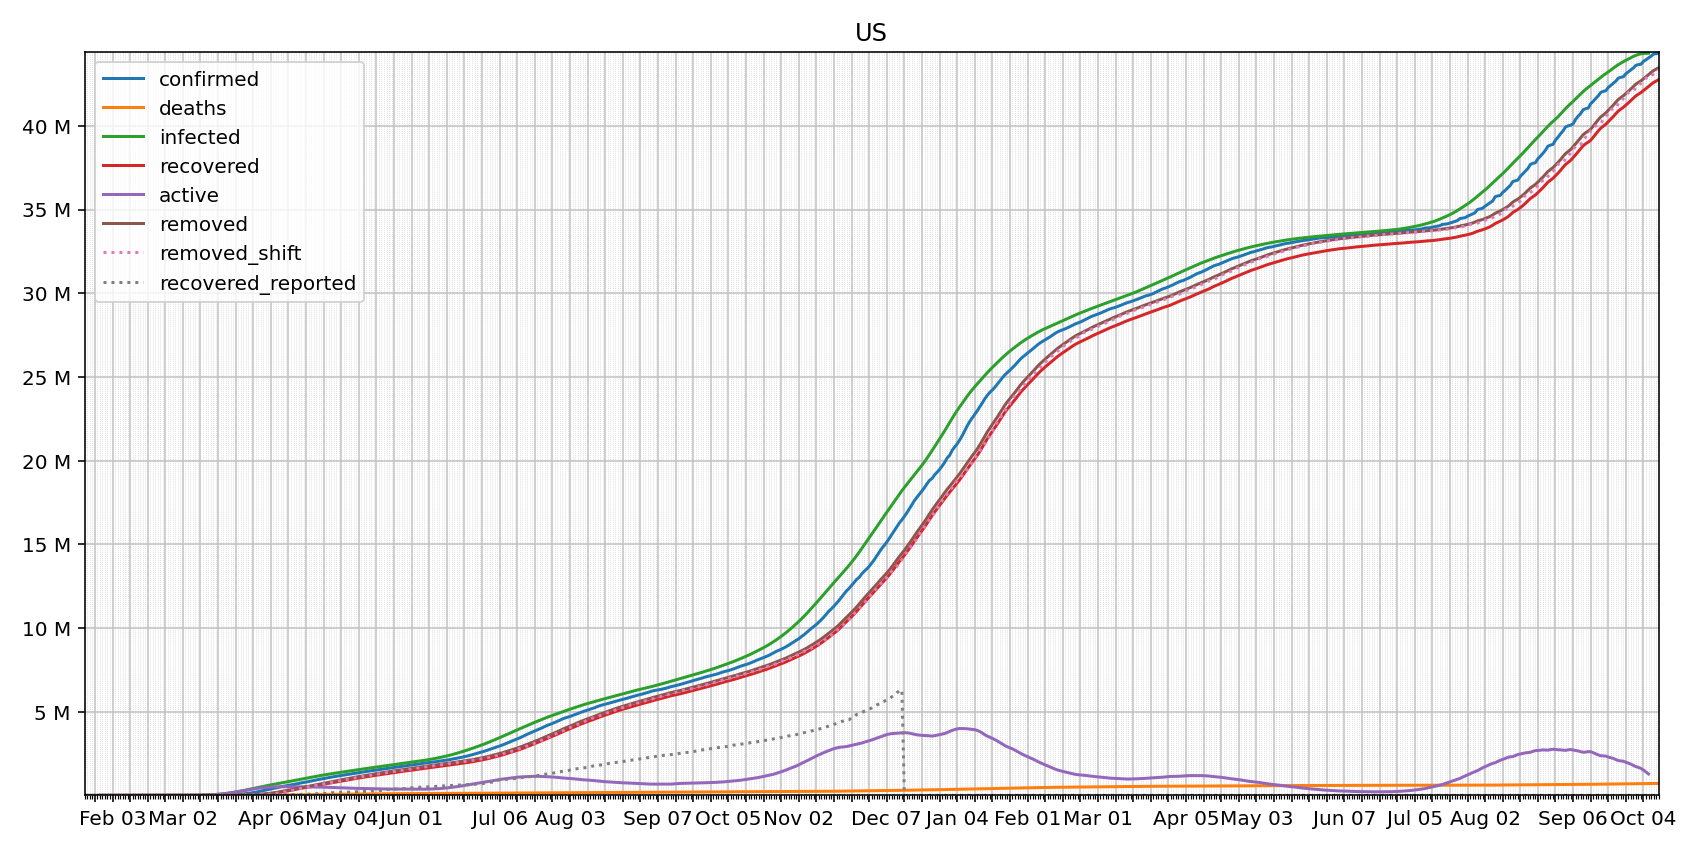 US
confirmed
deaths
infected
recovered
active
removed
removed_shift
recovered_reported
40 M
35 M
30 M
25 M
20 M
15 M
10 M
5 M
Feb 03 Mar 02 Apr 06 May 04 Jun 01 Jul 06 Aug 03 Sep 07 Oct 05 Nov 02 Dec 07 Jan 04 Feb 01 Mar 01 Apr 05 May 03 Jun 07 Jul 05 Aug 02 Sep 06 Oct 04